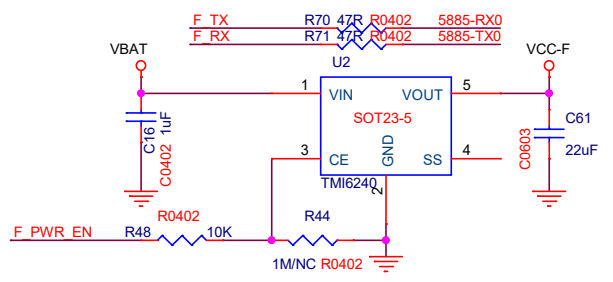 F_TX R70 47R R0402 5885-RX0
F_RX R71 47R R0402 5885-TX0
VBAT U2 VCC-F
1 VIN VOUT 5
SOT23-5
C16 1uF C0402
C61 22uF C0603
3 CE GND SS 4
TMI6240
2
F_PWR_EN R48 R0402 10K
R44
1M/NC R0402